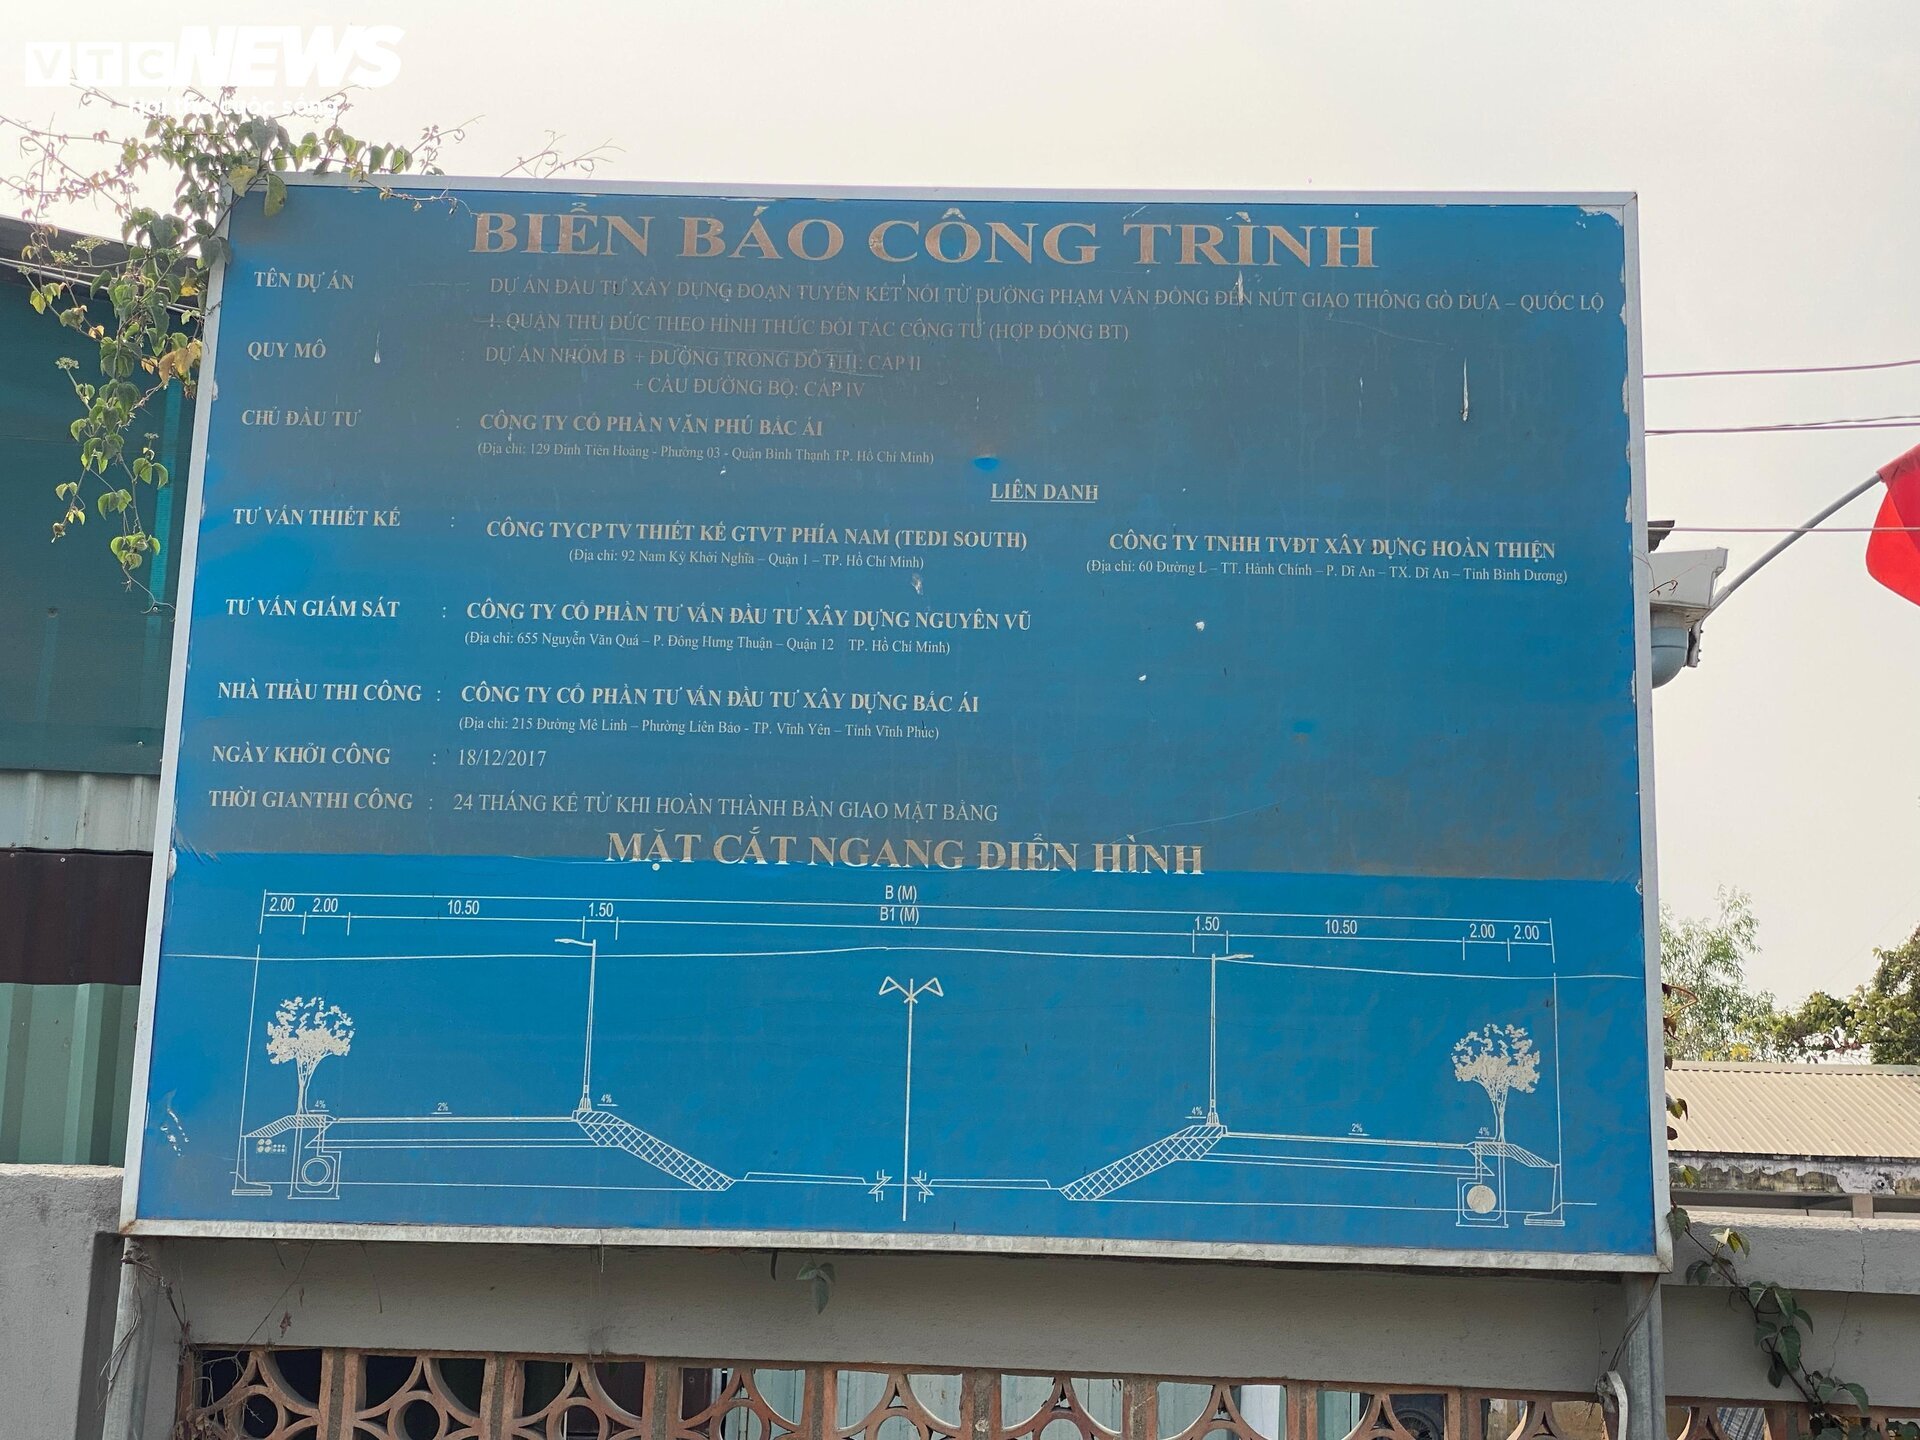 VTC NEWS
Hơi thở cuộc sống
BIỂN BÁO CÔNG TRÌNH
TÊN DỰ ÁN : DỰ ÁN ĐẦU TƯ XÂY DỰNG ĐOẠN TUYẾN KẾT NỐI TỪ ĐƯỜNG PHẠM VĂN ĐỒNG ĐẾN NÚT GIAO THÔNG GÒ DƯA – QUỐC LỘ
1, QUẬN THỦ ĐỨC THEO HÌNH THỨC ĐỐI TÁC CÔNG TƯ (HỢP ĐỒNG BT)
QUY MÔ : DỰ ÁN NHÓM B + ĐƯỜNG TRONG ĐÔ THỊ: CẤP II
+ CẦU ĐƯỜNG BỘ: CẤP IV
CHỦ ĐẦU TƯ : CÔNG TY CỔ PHẦN VĂN PHÚ BẮC ÁI
(Địa chỉ: 129 Đinh Tiên Hoàng - Phường 03 - Quận Bình Thạnh TP. Hồ Chí Minh)
LIÊN DANH
TƯ VẤN THIẾT KẾ : CÔNG TYCP TV THIẾT KẾ GTVT PHÍA NAM (TEDI SOUTH) CÔNG TY TNHH TVĐT XÂY DỰNG HOÀN THIỆN
(Địa chỉ: 92 Nam Kỳ Khởi Nghĩa – Quận 1 – TP. Hồ Chí Minh) (Địa chỉ: 60 Đường L – TT. Hành Chính – P. Dĩ An – TX. Dĩ An – Tỉnh Bình Dương)
TƯ VẤN GIÁM SÁT : CÔNG TY CỔ PHẦN TƯ VẤN ĐẦU TƯ XÂY DỰNG NGUYÊN VŨ
(Địa chỉ: 655 Nguyễn Văn Quá – P. Đông Hưng Thuận – Quận 12 TP. Hồ Chí Minh)
NHÀ THẦU THI CÔNG : CÔNG TY CỔ PHẦN TƯ VẤN ĐẦU TƯ XÂY DỰNG BẮC ÁI
(Địa chỉ: 215 Đường Mê Linh – Phường Liên Bảo - TP. Vĩnh Yên – Tỉnh Vĩnh Phúc)
NGÀY KHỞI CÔNG : 18/12/2017
THỜI GIANTHI CÔNG : 24 THÁNG KỂ TỪ KHI HOÀN THÀNH BÀN GIAO MẶT BẰNG
MẶT CẮT NGANG ĐIỂN HÌNH
B (M)
2.00 2.00 10.50 1.50 B1 (M) 1.50 10.50 2.00 2.00
4% 2% 4% 4% 2% 4%